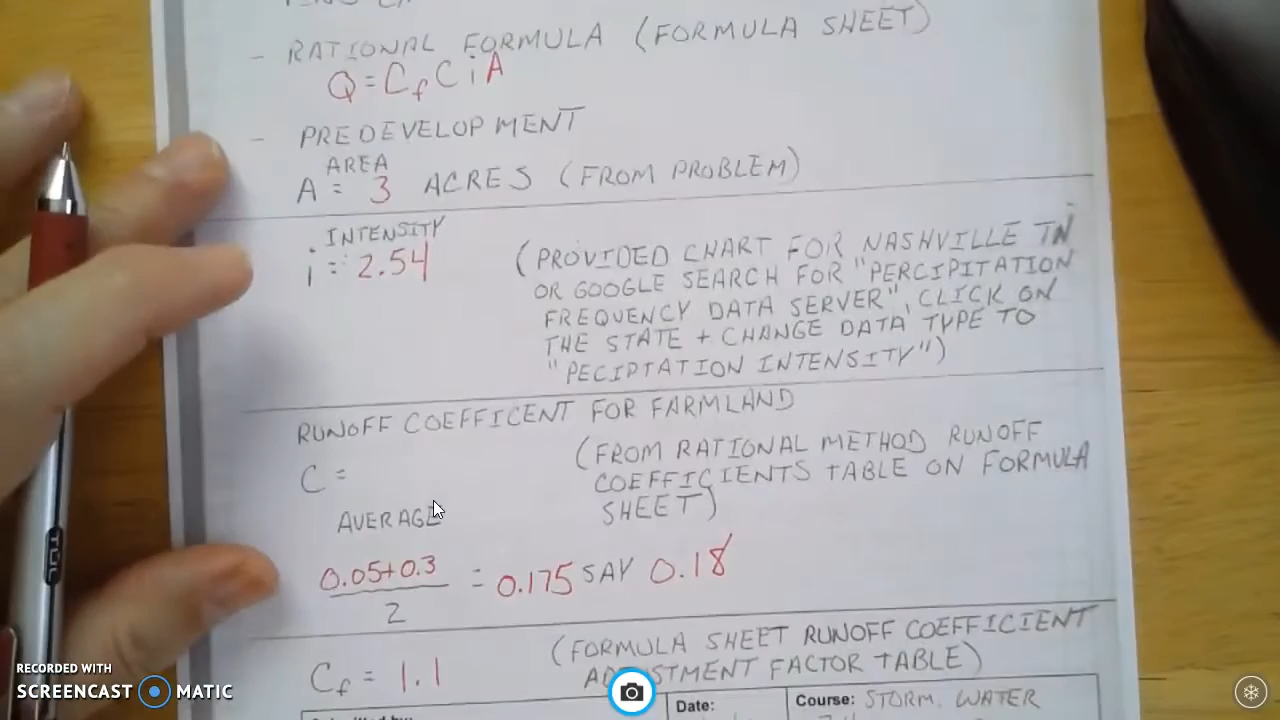 - RATIONAL FORMULA (FORMULA SHEET)
Q = CfCiA
- PREDEVELOPMENT
AREA
A = 3 ACRES (FROM PROBLEM)
INTENSITY
i = 2.54
(PROVIDED CHART FOR NASHVILLE TN
OR GOOGLE SEARCH FOR "PERCIPITATION
FREQUENCY DATA SERVER", CLICK ON
THE STATE + CHANGE DATA TYPE TO
"PECIPTATION INTENSITY")
RUNOFF COEFFICENT FOR FARMLAND
C =
(FROM RATIONAL METHOD RUNOFF
COEFFICIENTS TABLE ON FORMULA
SHEET)
AVERAGE
0.05+0.3
2
= 0.175 SAY 0.18
Cf = 1.1
(FORMULA SHEET RUNOFF COEFFICIENT
ADJUSTMENT FACTOR TABLE)
Date:
Course: STORM WATER
RECORDED WITH
SCREENCAST MATIC